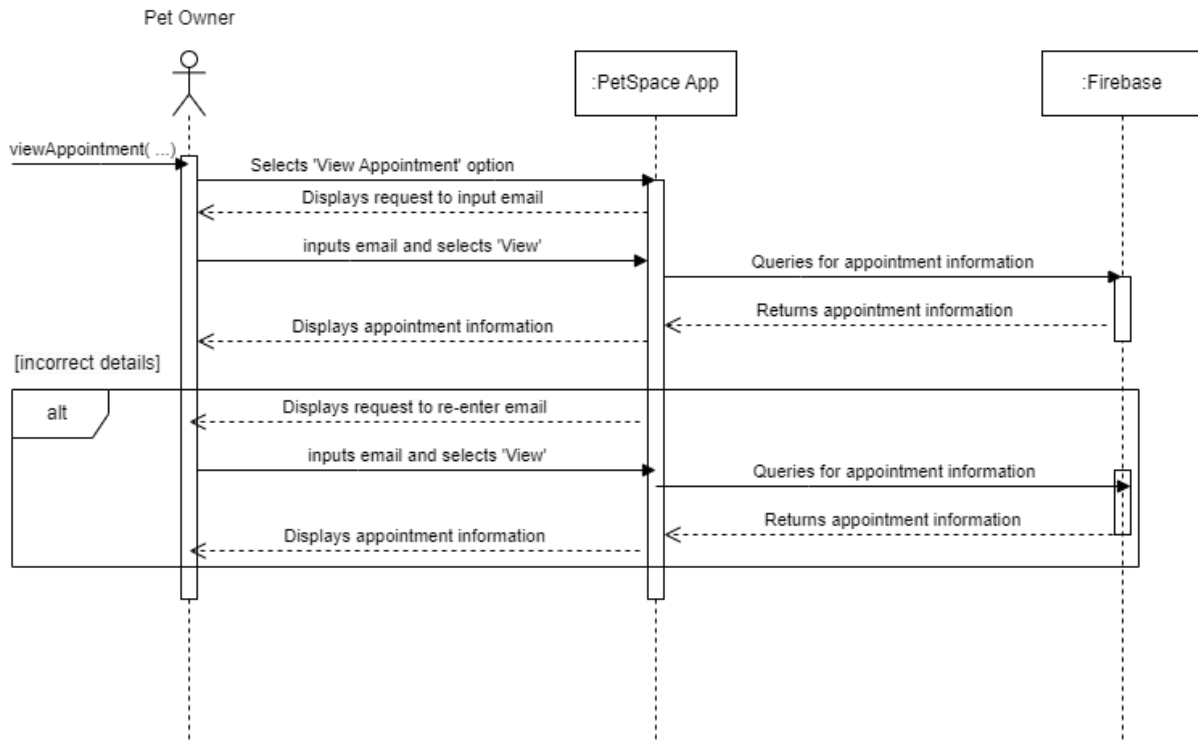 Pet Owner
:PetSpace App
:Firebase
viewAppointment( ...)
Selects 'View Appointment' option
Displays request to input email
inputs email and selects 'View'
Queries for appointment information
Returns appointment information
Displays appointment information
[incorrect details]
alt
Displays request to re-enter email
inputs email and selects 'View'
Queries for appointment information
Returns appointment information
Displays appointment information